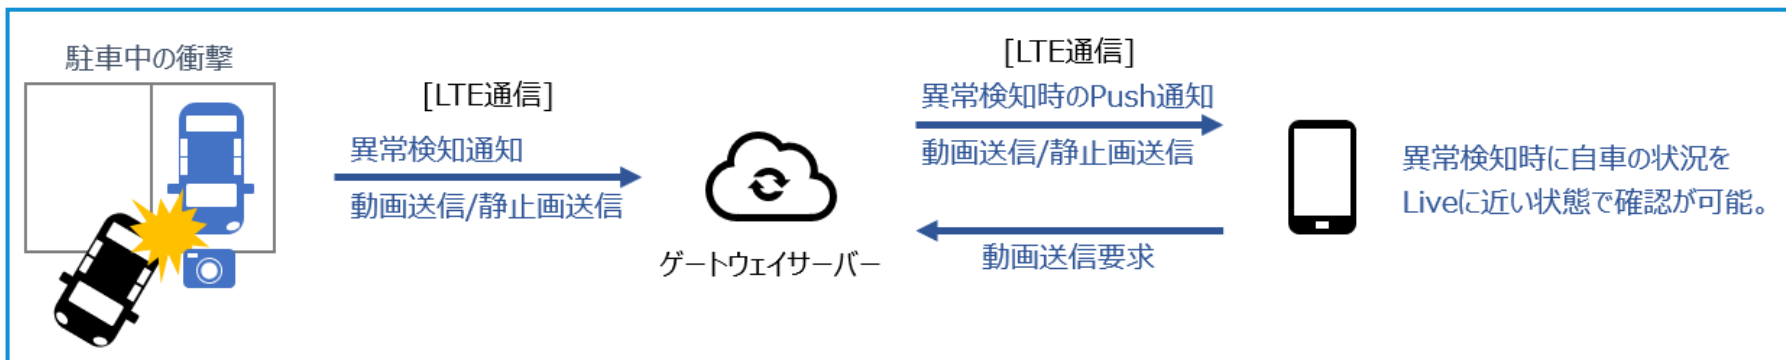 駐車中の衝撃
[LTE通信]
異常検知通知
動画送信/静止画送信
ゲートウェイサーバー
[LTE通信]
異常検知時のPush通知
動画送信/静止画送信
動画送信要求
異常検知時に自車の状況を
Liveに近い状態で確認が可能。